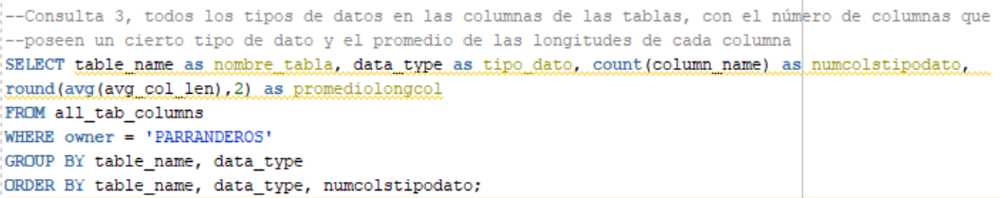 --Consulta 3, todos los tipos de datos en las columnas de las tablas, con el número de columnas que
--poseen un cierto tipo de dato y el promedio de las longitudes de cada columna
SELECT table_name as nombre_tabla, data_type as tipo_dato, count(column_name) as numcolstipodato,
round(avg(avg_col_len),2) as promediolongcol
FROM all_tab_columns
WHERE owner = 'PARRANDEROS'
GROUP BY table_name, data_type
ORDER BY table_name, data_type, numcolstipodato;